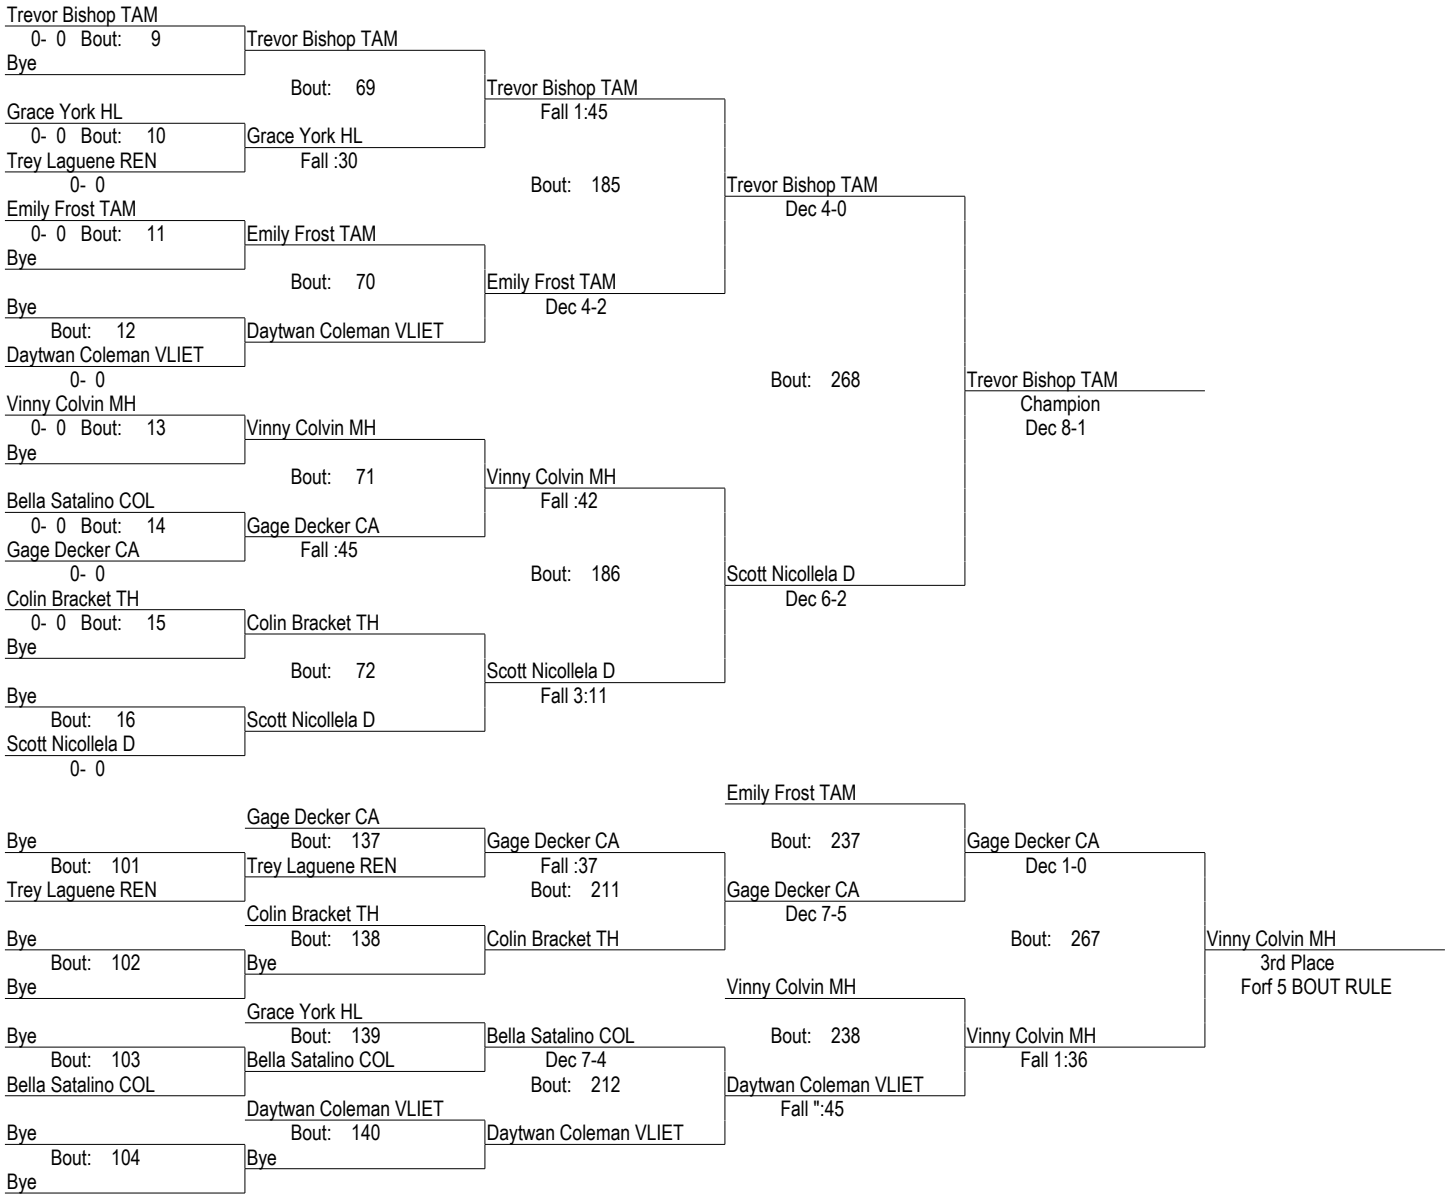 Trevor Bishop TAM
0- 0 Bout: 9 Trevor Bishop TAM
Bye
Bout: 69 Trevor Bishop TAM
Grace York HL Fall 1:45
0- 0 Bout: 10 Grace York HL
Trey Laguene REN Fall :30
0- 0 Bout: 185 Trevor Bishop TAM
Emily Frost TAM Dec 4-0
0- 0 Bout: 11 Emily Frost TAM
Bye
Bout: 70 Emily Frost TAM
Bye Dec 4-2
Bout: 12 Daytwan Coleman VLIET
Daytwan Coleman VLIET
0- 0 Bout: 268 Trevor Bishop TAM
Vinny Colvin MH Champion
0- 0 Bout: 13 Vinny Colvin MH Dec 8-1
Bye
Bout: 71 Vinny Colvin MH
Bella Satalino COL Fall :42
0- 0 Bout: 14 Gage Decker CA
Gage Decker CA Fall :45
0- 0 Bout: 186 Scott Nicollela D
Colin Bracket TH Dec 6-2
0- 0 Bout: 15 Colin Bracket TH
Bye
Bout: 72 Scott Nicollela D
Bye Fall 3:11
Bout: 16 Scott Nicollela D
Scott Nicollela D
0- 0
Emily Frost TAM
Gage Decker CA
Bye Bout: 137 Gage Decker CA Bout: 237 Gage Decker CA
Bout: 101 Trey Laguene REN Fall :37 Dec 1-0
Trey Laguene REN Bout: 211 Gage Decker CA
Colin Bracket TH Dec 7-5
Bye Bout: 138 Colin Bracket TH Bout: 267 Vinny Colvin MH
Bout: 102 Bye 3rd Place
Bye Vinny Colvin MH Forf 5 BOUT RULE
Grace York HL
Bye Bout: 139 Bella Satalino COL Bout: 238 Vinny Colvin MH
Bout: 103 Bella Satalino COL Dec 7-4 Fall 1:36
Bella Satalino COL Bout: 212 Daytwan Coleman VLIET
Daytwan Coleman VLIET Fall ":45
Bye Bout: 140 Daytwan Coleman VLIET
Bout: 104 Bye
Bye